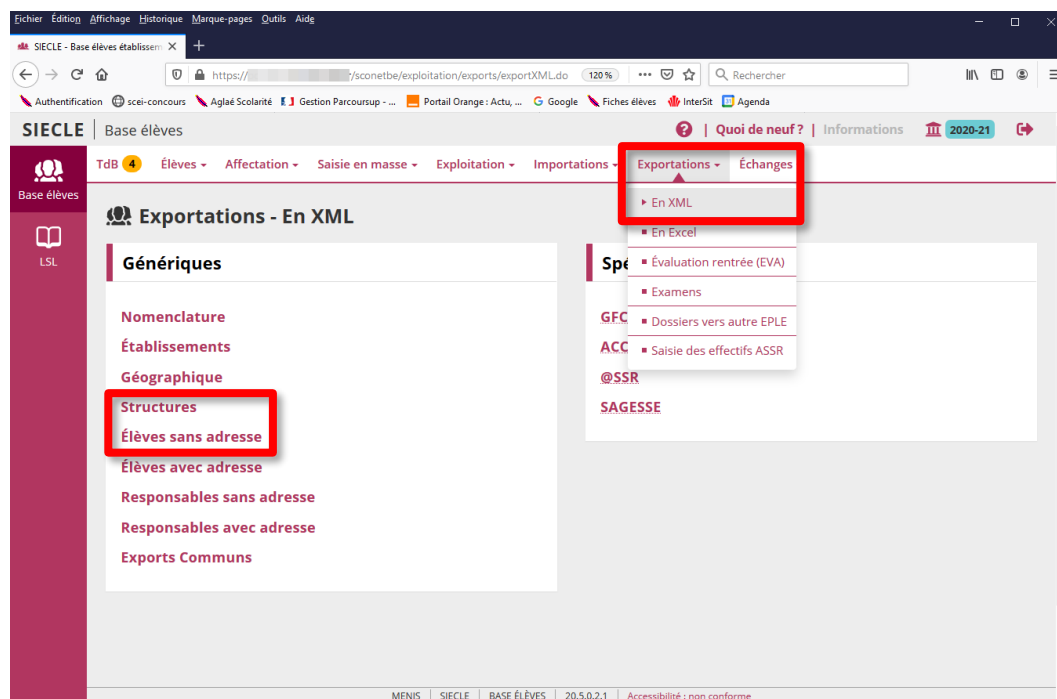 Fichier Édition Affichage Historique Marque-pages Outils Aide
SIECLE - Base élèves établissem
https:// /sconetbe/exploitation/exports/exportXML.do 120 % Rechercher
Authentification scei-concours Aglaé Scolarité Gestion Parcoursup - ... Portail Orange : Actu, ... Google Fiches élèves InterSit Agenda
SIECLE Base élèves ? | Quoi de neuf ? | Informations 2020-21
TdB 4 Élèves Affectation Saisie en masse Exploitation Importations Exportations Échanges
Base élèves
LSL
Exportations - En XML
En XML
En Excel
Évaluation rentrée (EVA)
Examens
Dossiers vers autre EPLE
Saisie des effectifs ASSR
Génériques
Nomenclature
Établissements
Géographique
Structures
Élèves sans adresse
Élèves avec adresse
Responsables sans adresse
Responsables avec adresse
Exports Communs
Spé
GFC
ACC
@SSR
SAGESSE
MENJS | SIECLE | BASE ÉLÈVES | 20.5.0.2.1 | Accessibilité : non conforme